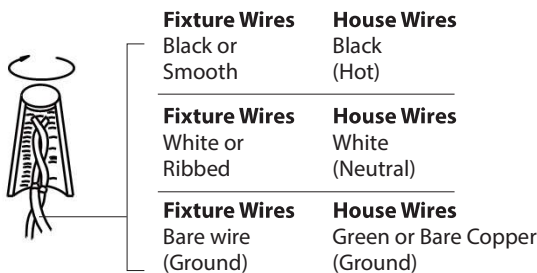 Fixture Wires House Wires
Black or Black
Smooth (Hot)
Fixture Wires House Wires
White or White
Ribbed (Neutral)
Fixture Wires House Wires
Bare wire Green or Bare Copper
(Ground) (Ground)